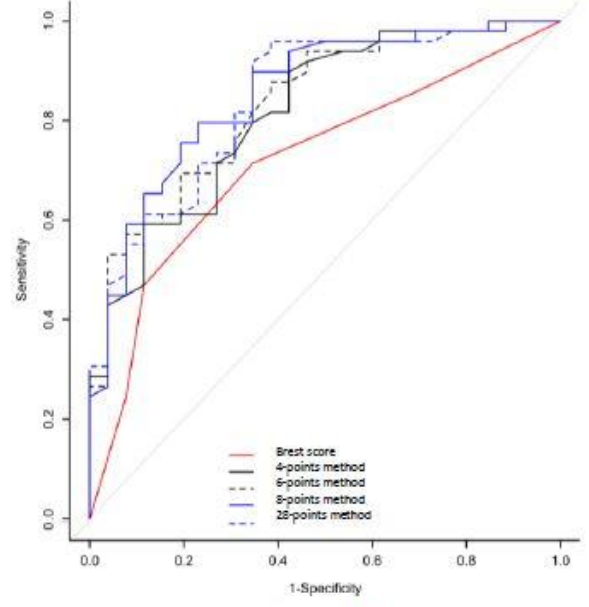 1.0
0.8
0.6
0.4
0.2
0.0
Sensitivity
Brest score
4-points method
6-points method
8-points method
28-points method
0.0 0.2 0.4 0.6 0.8 1.0
1-Specificity